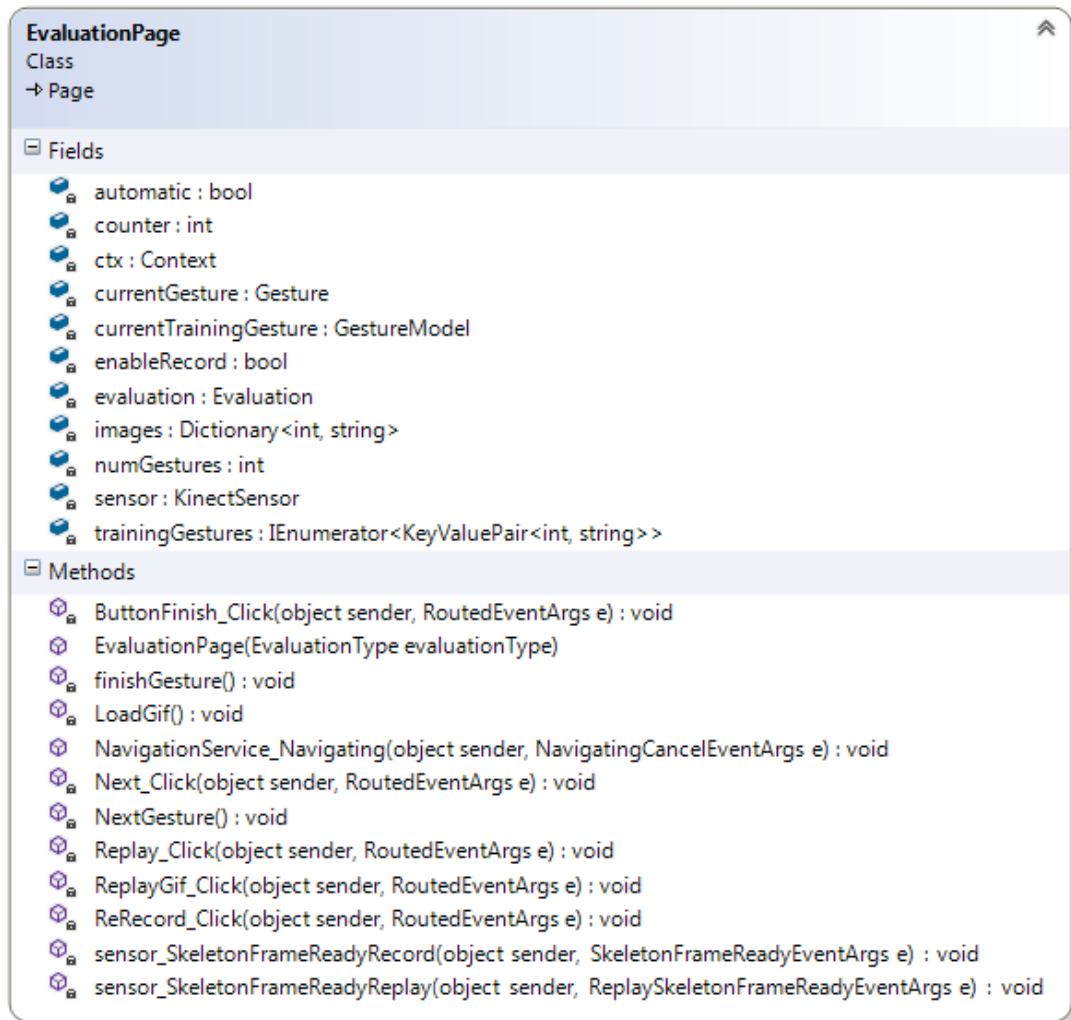 EvaluationPage
Class
Page
Fields
automatic : bool
counter : int
ctx : Context
currentGesture : Gesture
currentTrainingGesture : GestureModel
enableRecord : bool
evaluation : Evaluation
images : Dictionary<int, string>
numGestures : int
sensor : KinectSensor
trainingGestures : IEnumerator<KeyValuePair<int, string>>
Methods
ButtonFinish_Click(object sender, RoutedEventArgs e) : void
EvaluationPage(EvaluationType evaluationType)
finishGesture() : void
LoadGif() : void
NavigationService_Navigating(object sender, NavigatingCancelEventArgs e) : void
Next_Click(object sender, RoutedEventArgs e) : void
NextGesture() : void
Replay_Click(object sender, RoutedEventArgs e) : void
ReplayGif_Click(object sender, RoutedEventArgs e) : void
ReRecord_Click(object sender, RoutedEventArgs e) : void
sensor_SkeletonFrameReadyRecord(object sender, SkeletonFrameReadyEventArgs e) : void
sensor_SkeletonFrameReadyReplay(object sender, ReplaySkeletonFrameReadyEventArgs e) : void